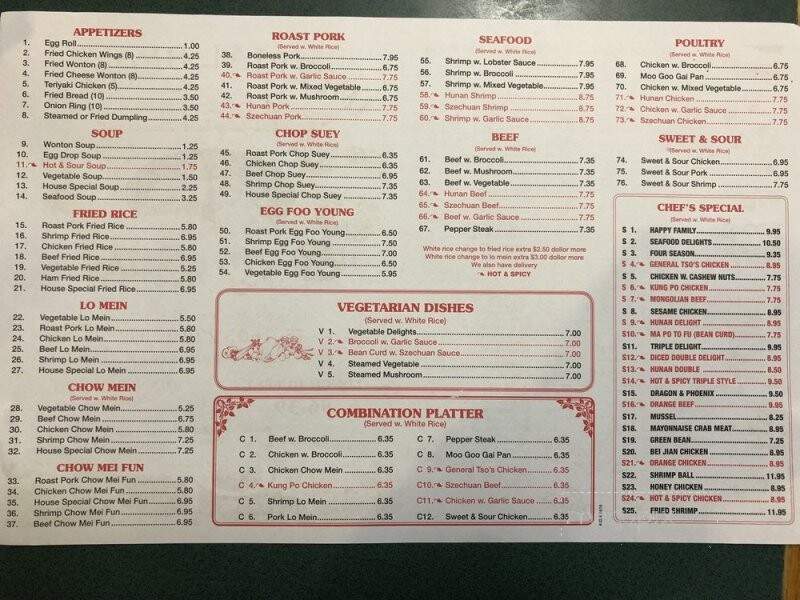 APPETIZERS
1. Egg Roll 1.00
2. Fried Chicken Wings (8) 4.25
3. Fried Wonton (8) 4.25
4. Fried Cheese Wonton (8) 4.25
5. Teriyaki Chicken (5) 4.25
6. Fried Bread (10) 3.50
7. Onion Ring (10) 3.50
8. Steamed or Fried Dumpling 4.25
SOUP
9. Wonton Soup 1.25
10. Egg Drop Soup 1.25
11. Hot & Sour Soup 1.75
12. Vegetable Soup 1.50
13. House Special Soup 2.25
14. Seafood Soup 3.25
FRIED RICE
15. Roast Pork Fried Rice 5.80
16. Shrimp Fried Rice 6.95
17. Chicken Fried Rice 5.80
18. Beef Fried Rice 6.95
19. Vegetable Fried Rice 5.25
20. Ham Fried Rice 5.80
21. House Special Fried Rice 6.95
LO MEIN
22. Vegetable Lo Mein 5.50
23. Roast Pork Lo Mein 5.80
24. Chicken Lo Mein 5.80
25. Beef Lo Mein 6.95
26. Shrimp Lo Mein 6.95
27. House Special Lo Mein 6.95
CHOW MEIN
(Served w. White Rice)
28. Vegetable Chow Mein 5.25
29. Beef Chow Mein 6.75
30. Chicken Chow Mein 5.80
31. Shrimp Chow Mein 7.25
32. House Special Chow Mein 7.25
CHOW MEI FUN
33. Roast Pork Chow Mei Fun 5.80
34. Chicken Chow Mei Fun 5.80
35. House Special Chow Mei Fun 6.95
36. Shrimp Chow Mei Fun 6.95
37. Beef Chow Mei Fun 6.95
ROAST PORK
(Served w. White Rice)
38. Boneless Pork 7.95
39. Roast Pork w. Broccoli 6.75
40. Roast Pork w. Garlic Sauce 7.75
41. Roast Pork w. Mixed Vegetable 6.75
42. Roast Pork w. Mushroom 6.75
43. Hunan Pork 7.75
44. Szechuan Pork 7.75
CHOP SUEY
(Served w. White Rice)
45. Roast Pork Chop Suey 6.35
46. Chicken Chop Suey 6.35
47. Beef Chop Suey 6.95
48. Shrimp Chop Suey 7.35
49. House Special Chop Suey 7.35
EGG FOO YOUNG
(Served w. White Rice)
50. Roast Pork Egg Foo Young 6.50
51. Shrimp Egg Foo Young 7.50
52. Beef Egg Foo Young 7.00
53. Chicken Egg Foo Young 6.50
54. Vegetable Egg Foo Young 5.95
SEAFOOD
(Served w. White Rice)
55. Shrimp w. Lobster Sauce 7.95
56. Shrimp w. Broccoli 7.95
57. Shrimp w. Mixed Vegetable 7.95
58. Hunan Shrimp 8.75
59. Szechuan Shrimp 8.75
60. Shrimp w. Garlic Sauce 8.75
BEEF
(Served w. White Rice)
61. Beef w. Broccoli 7.35
62. Beef w. Mushroom 7.35
63. Beef w. Vegetable 7.35
64. Hunan Beef 7.75
65. Szechuan Beef 7.75
66. Beef w. Garlic Sauce 7.75
67. Pepper Steak 7.35
White rice change to fried rice extra $2.50 dollor more
White rice change to lo mein extra $3.00 dollor more
We also have delivery
HOT & SPICY
POULTRY
(Served w. White Rice)
68. Chicken w. Broccoli 6.75
69. Moo Goo Gai Pan 6.75
70. Chicken w. Mixed Vegetable 6.75
71. Hunan Chicken 7.75
72. Chicken w. Garlic Sauce 7.75
73. Szechuan Chicken 7.75
SWEET & SOUR
(Served w. White Rice)
74. Sweet & Sour Chicken 6.95
75. Sweet & Sour Pork 6.95
76. Sweet & Sour Shrimp 7.75
VEGETARIAN DISHES
(Served w. White Rice)
V 1. Vegetable Delights 7.00
V 2. Broccoli w. Garlic Sauce 7.00
V 3. Bean Curd w. Szechuan Sauce 7.00
V 4. Steamed Vegetable 7.00
V 5. Steamed Mushroom 7.00
COMBINATION PLATTER
(Served w. White Rice)
C 1. Beef w. Broccoli 6.35
C 2. Chicken w. Broccoli 6.35
C 3. Chicken Chow Mein 6.35
C 4. Kung Po Chicken 6.35
C 5. Shrimp Lo Mein 6.35
C 6. Pork Lo Mein 6.35
C 7. Pepper Steak 6.35
C 8. Moo Goo Gai Pan 6.35
C 9. General Tso's Chicken 6.35
C10. Szechuan Beef 6.35
C11. Chicken w. Garlic Sauce 6.35
C12. Sweet & Sour Chicken 6.35
CHEF'S SPECIAL
(Served w. White Rice)
S 1. HAPPY FAMILY 9.95
S 2. SEAFOOD DELIGHTS 10.50
S 3. FOUR SEASON 9.35
S 4. GENERAL TSO'S CHICKEN 8.95
S 5. CHICKEN W. CASHEW NUTS 7.75
S 6. KUNG PO CHICKEN 7.75
S 7. MONGOLIAN BEEF 7.75
S 8. SESAME CHICKEN 8.95
S 9. HUNAN DELIGHT 8.95
S10. MA PO TO FU (BEAN CURD) 7.75
S11. TRIPLE DELIGHT 9.95
S12. DICED DOUBLE DELIGHT 8.95
S13. HUNAN DOUBLE 8.50
S14. HOT & SPICY TRIPLE STYLE 9.50
S15. DRAGON & PHOENIX 9.50
S16. ORANGE BEEF 9.95
S17. MUSSEL 8.25
S18. MAYONNAISE CRAB MEAT 8.95
S19. GREEN BEAN 7.25
S20. BEI JIAN CHICKEN 8.95
S21. ORANGE CHICKEN 8.95
S22. SHRIMP BALL 11.95
S23. HONEY CHICKEN 8.95
S24. HOT & SPICY CHICKEN 8.95
S25. FRIED SHRIMP 11.95